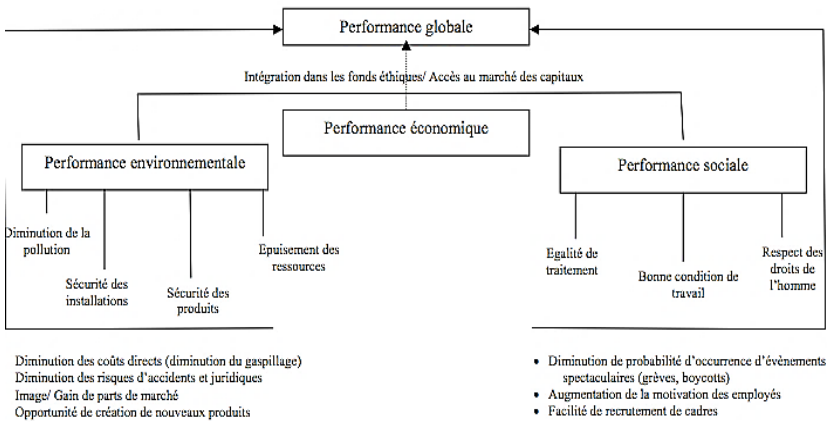 Performance globale
Intégration dans les fonds éthiques/ Accès au marché des capitaux
Performance économique
Performance environnementale
Performance sociale
Diminution de la
pollution
Sécurité des
installations
Sécurité des
produits
Epuisement des
ressources
Egalité de
traitement
Bonne condition de
travail
Respect des
droits de
l'homme
Diminution des coûts directs (diminution du gaspillage)
Diminution des risques d'accidents et juridiques
Image/ Gain de parts de marché
Opportunité de création de nouveaux produits
• Diminution de probabilité d'occurrence d'évènements
spectaculaires (grèves, boycotts)
• Augmentation de la motivation des employés
• Facilité de recrutement de cadres